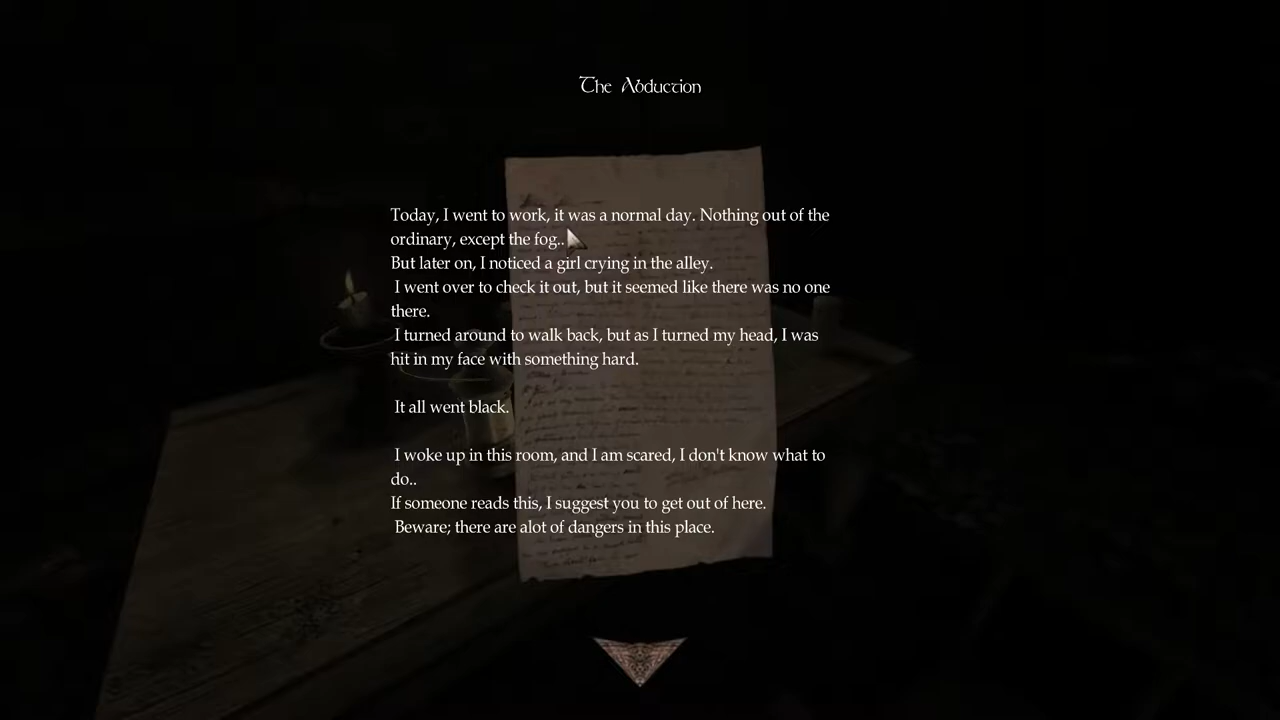 The Abduction
Today, I went to work, it was a normal day. Nothing out of the
ordinary, except the fog..
But later on, I noticed a girl crying in the alley.
I went over to check it out, but it seemed like there was no one
there.
I turned around to walk back, but as I turned my head, I was
hit in my face with something hard.
It all went black.
I woke up in this room, and I am scared, I don't know what to
do..
If someone reads this, I suggest you to get out of here.
Beware; there are alot of dangers in this place.